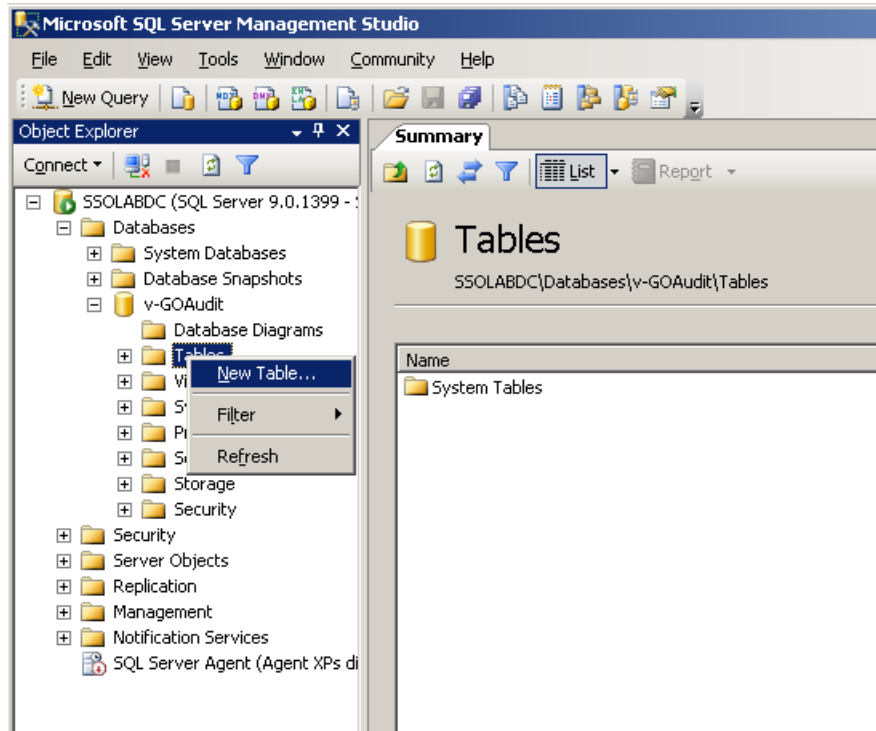 Microsoft SQL Server Management Studio
File Edit View Tools Window Community Help
New Query MDX DMX XMLA
Object Explorer
Connect
SSOLABDC (SQL Server 9.0.1399 -
Databases
System Databases
Database Snapshots
v-GOAudit
Database Diagrams
Tables
New Table...
Filter
Refresh
Storage
Security
Security
Server Objects
Replication
Management
Notification Services
SQL Server Agent (Agent XPs di
Summary
List Report
Tables
SSOLABDC\Databases\v-GOAudit\Tables
Name
System Tables